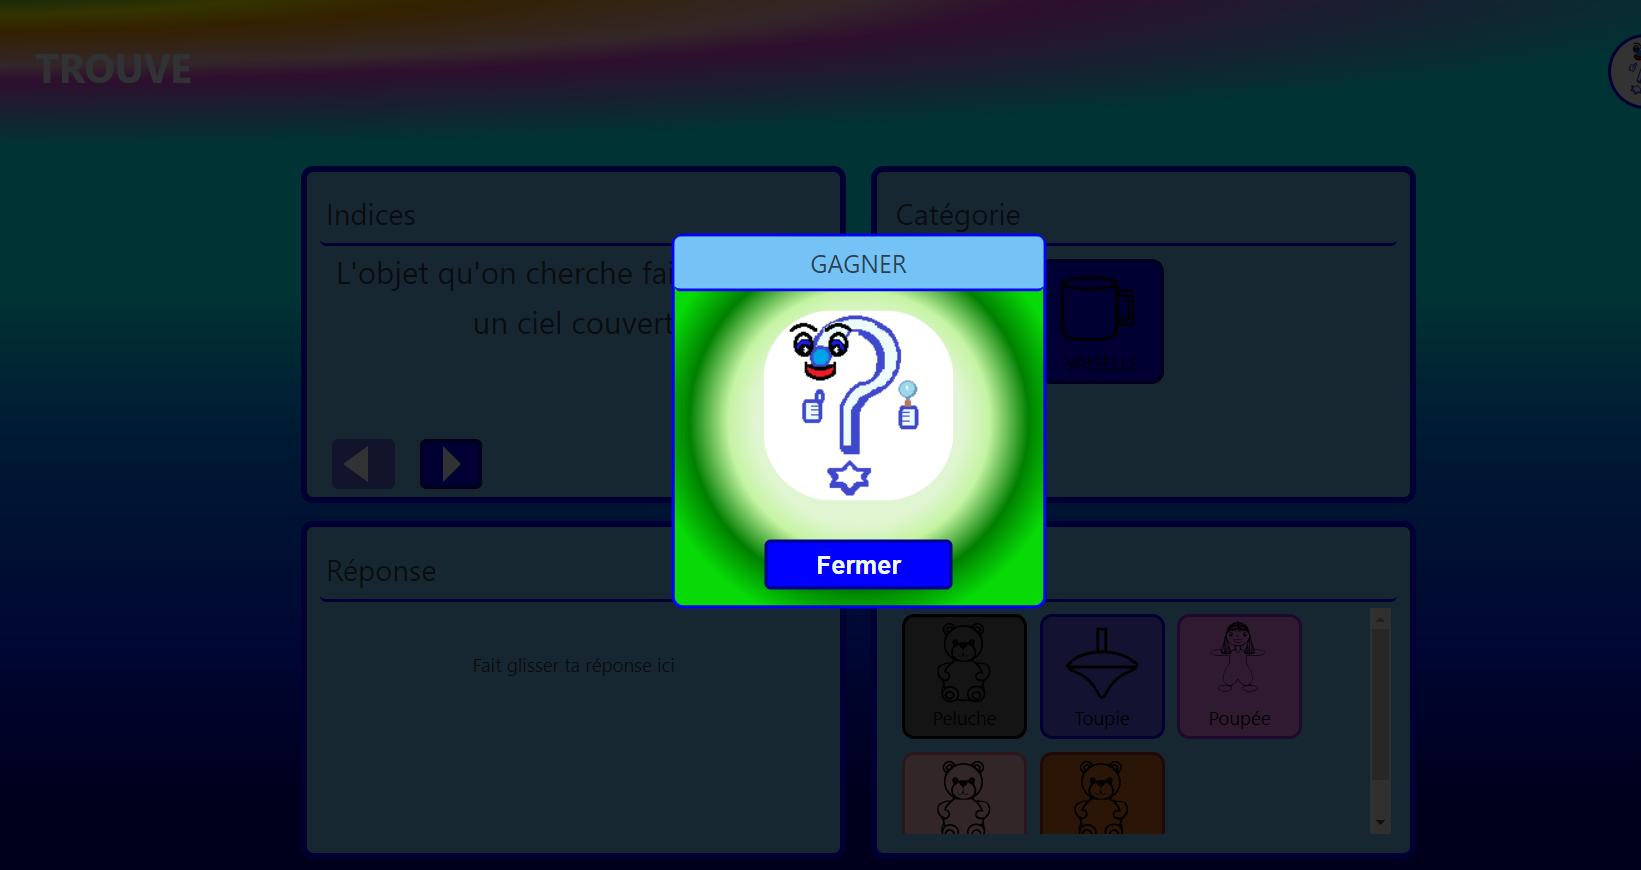 TROUVE
Indices
L'objet qu'on cherche fai
un ciel couvert
Catégorie
VAISELLE
GAGNER
Fermer
Réponse
Fait glisser ta réponse ici
Peluche
Toupie
Poupée